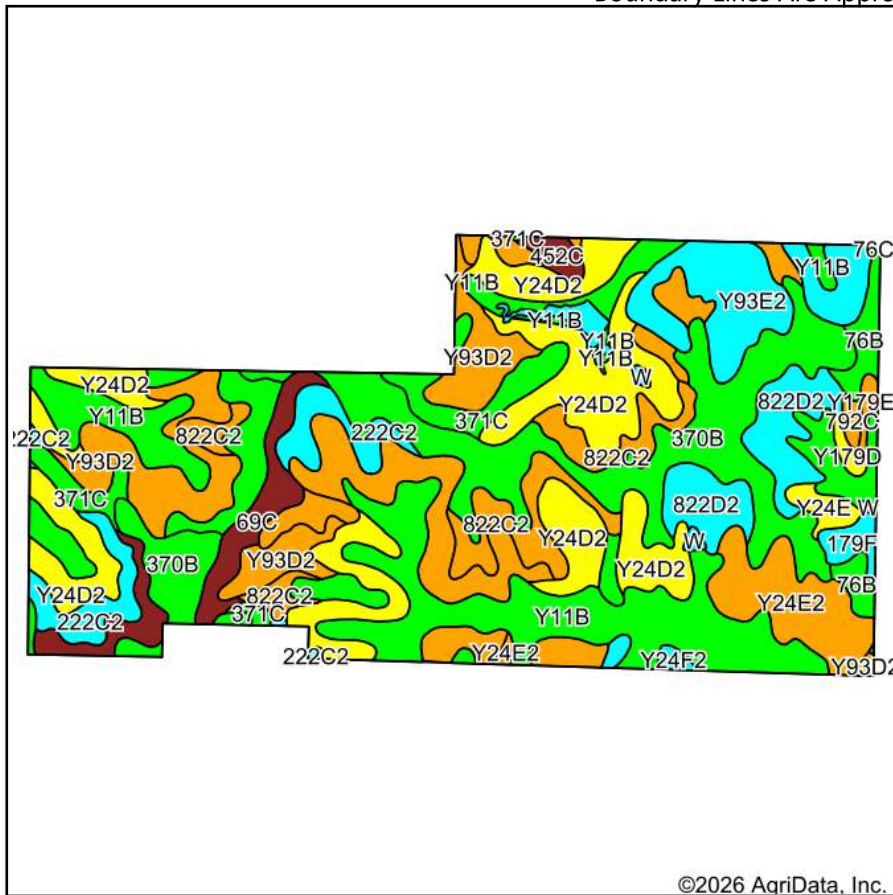 371C
76C
452C
Y11B
Y11B
Y24D2
Y93E2
Y11B
Y11B
76B
Y11B
Y93D2
W
Y24D2
Y11B
Y24D2
822D2
Y179E
792C
222C2
822C2
222C2
371C
370B
Y93D2
822C2
Y179D
371C
822D2
Y24E
W
69C
822C2
Y24D2
W
179F
370B
Y93D2
Y24D2
76B
Y24D2
822C2
Y24E2
222C2
371C
Y11B
222C2
Y24E2
Y24F2
Y93D2
©2026 AgriData, Inc.